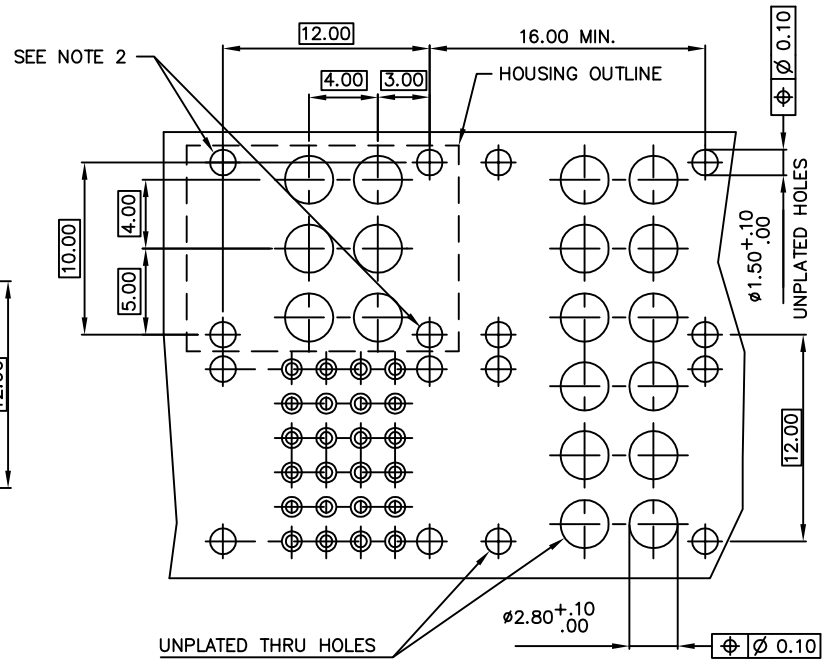 12.00
16.00 MIN.
⌖ Ø 0.10
SEE NOTE 2
4.00
3.00
HOUSING OUTLINE
10.00
4.00
5.00
ø1.50 +.10 .00
UNPLATED HOLES
12.00
ø2.80 +.10 .00
UNPLATED THRU HOLES
⌖ Ø 0.10